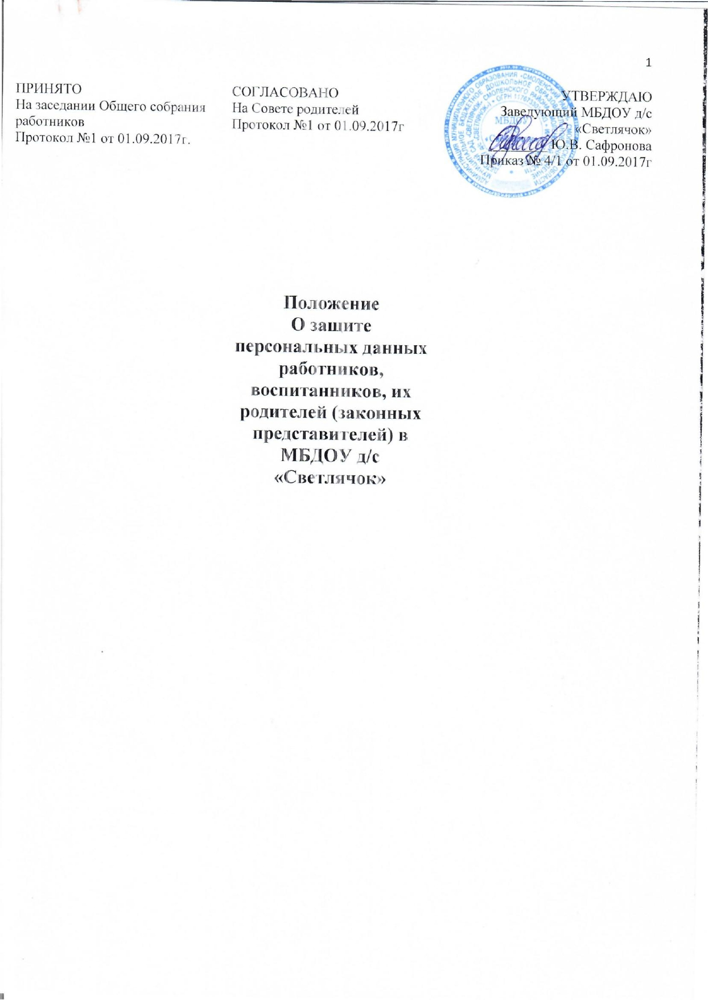 1
ПРИНЯТО
На заседании Общего собрания
работников
Протокол №1 от 01.09.2017г.
СОГЛАСОВАНО
На Совете родителей
Протокол №1 от 01.09.2017г
УТВЕРЖДАЮ
Заведующий МБДОУ д/с
«Светлячок»
Ю.В. Сафронова
Приказ № 4/1 от 01.09.2017г
МБДОУ
Положение
О защите
персональных данных
работников,
воспитанников, их
родителей (законных
представителей) в
МБДОУ д/с
«Светлячок»